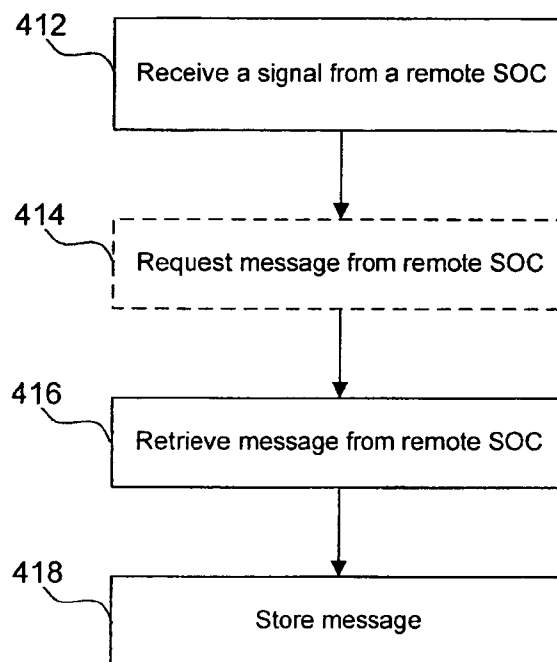 412
Receive a signal from a remote SOC
414
Request message from remote SOC
416
Retrieve message from remote SOC
418
Store message